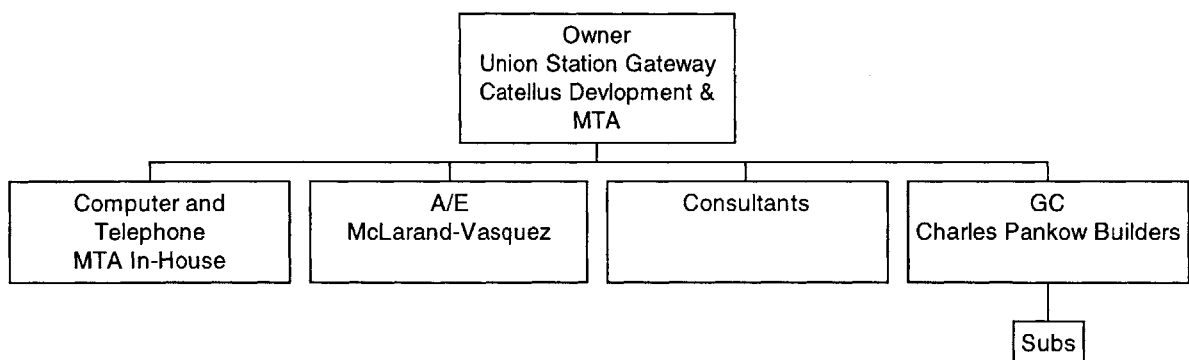 Owner
Union Station Gateway
Catellus Devlopment &
MTA
Computer and
Telephone
MTA In-House
A/E
McLarand-Vasquez
Consultants
GC
Charles Pankow Builders
Subs